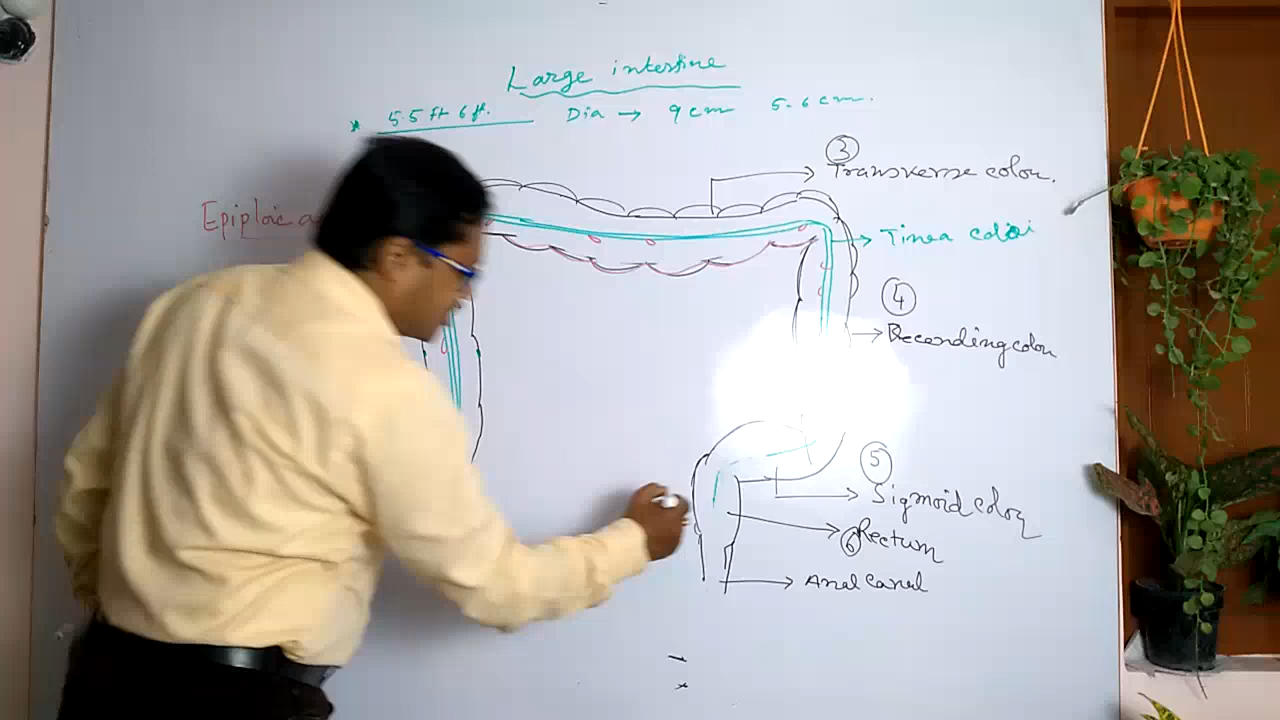 Large intestine
* 5.5 ft 6 ft. Dia → 9 cm 5.6 cm.
③ Transverse colon.
Epiploic a
→ Tinea coli
④
→ Decending colon
⑤
→ Sigmoid colon
→ ⑥ Rectum
→ Anal canal